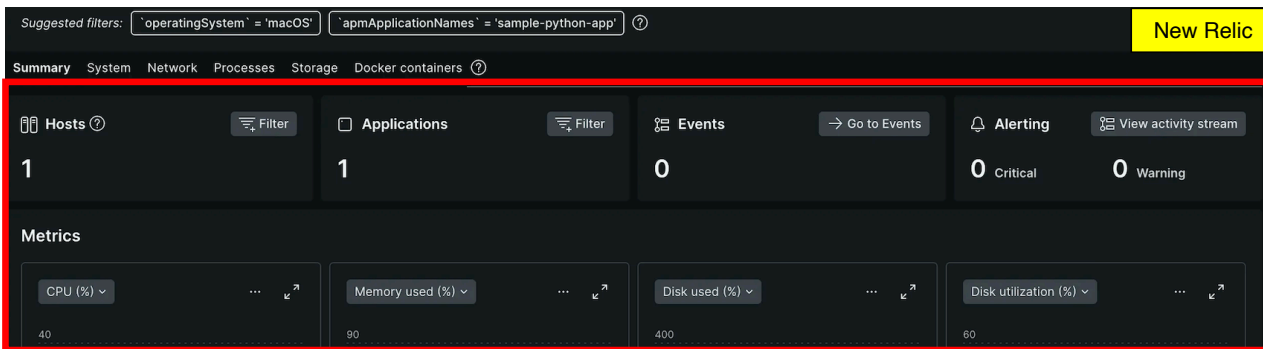 Suggested filters: `operatingSystem` = 'macOS' `apmApplicationNames` = 'sample-python-app' ?
New Relic
Summary System Network Processes Storage Docker containers ?
Hosts ? Filter Applications Filter Events → Go to Events Alerting View activity stream
1 1 0 0 Critical 0 Warning
Metrics
CPU (%) ... Memory used (%) ... Disk used (%) ... Disk utilization (%) ...
40 90 400 60